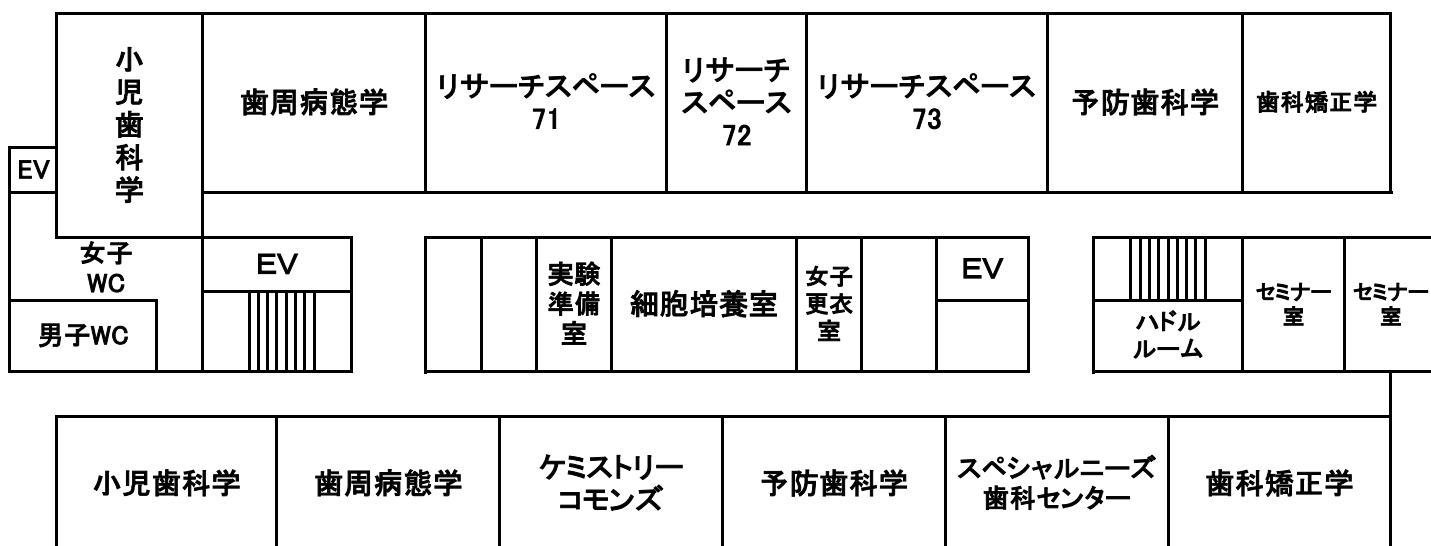 小児歯科学
歯周病態学
リサーチスペース
71
リサーチ
スペース
72
リサーチスペース
73
予防歯科学
歯科矯正学
EV
女子
WC
男子WC
EV
実験
準備
室
細胞培養室
女子
更衣
室
EV
ハドル
ルーム
セミナー
室
セミナー
室
小児歯科学
歯周病態学
ケミストリー
コモンズ
予防歯科学
スペシャルニーズ
歯科センター
歯科矯正学